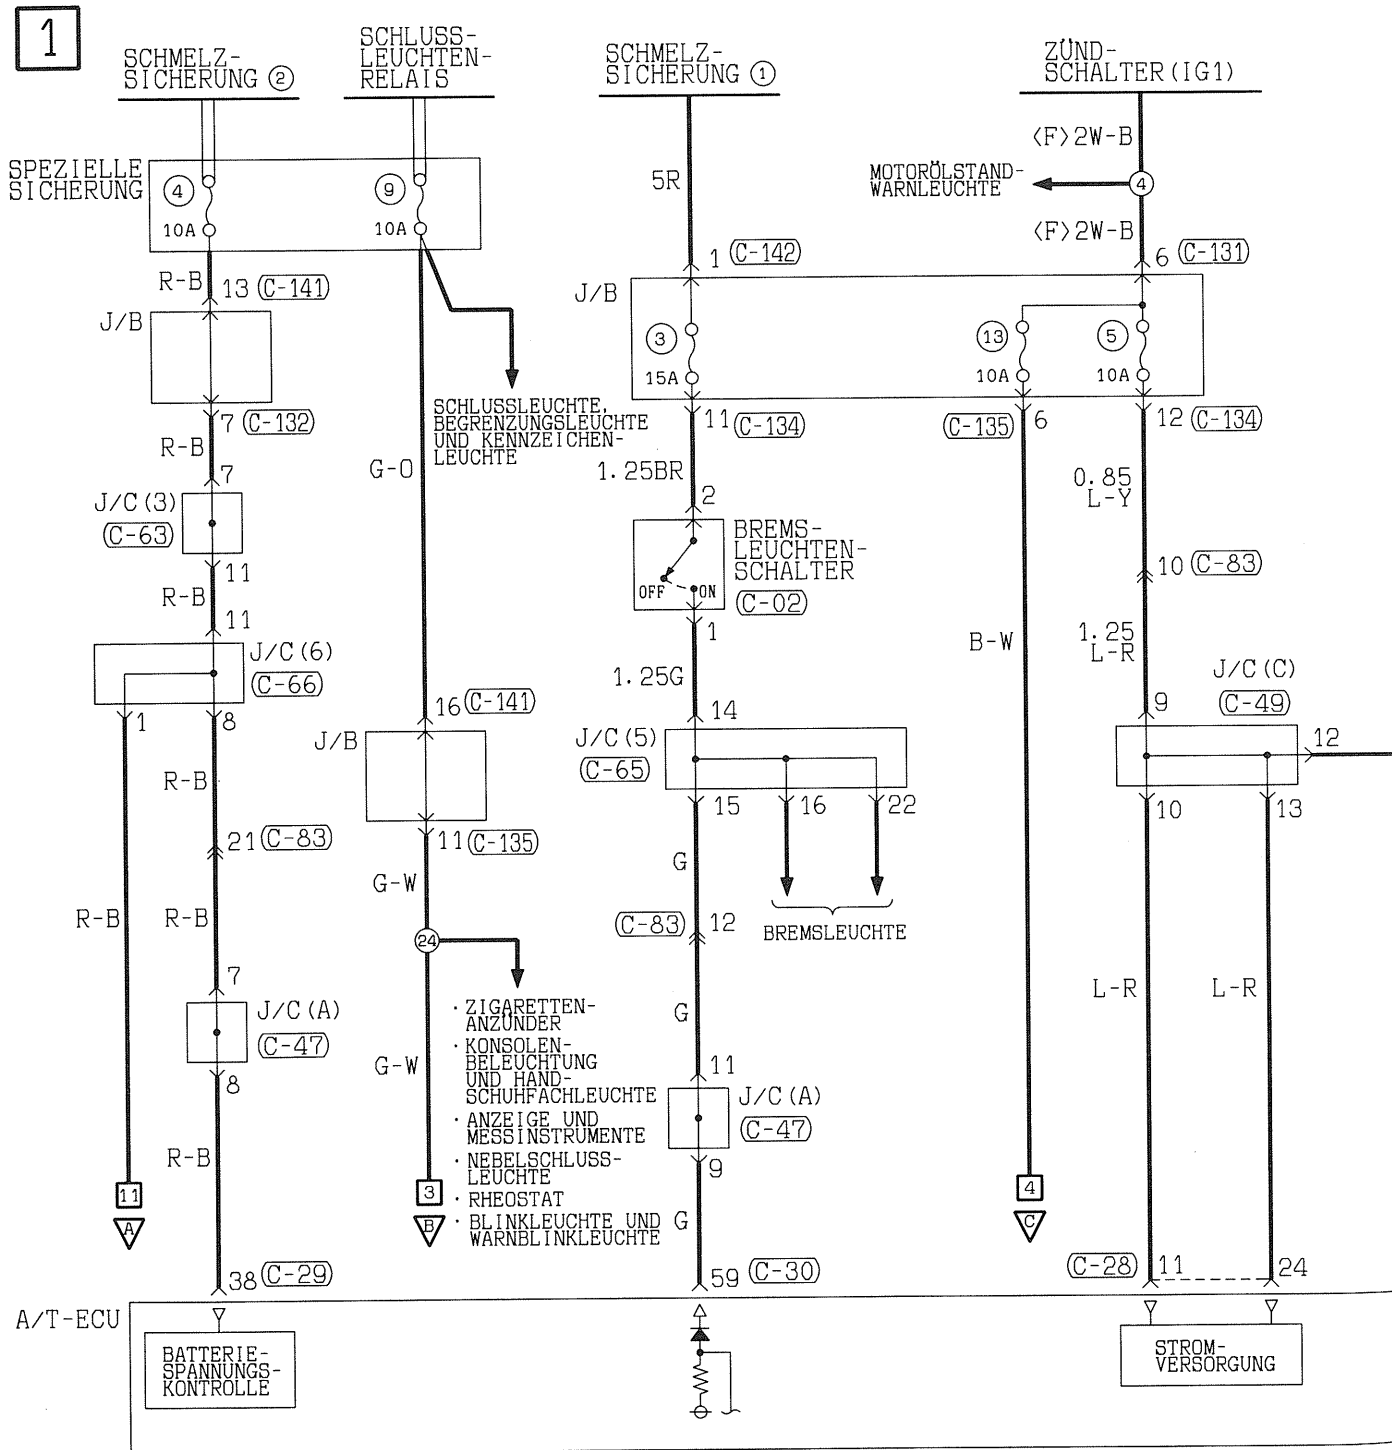 1
SCHMELZ-
SICHERUNG ②
SCHLUSS-
LEUCHTEN-
RELAIS
SCHMELZ-
SICHERUNG ①
ZÜND-
SCHALTER (IG1)
<F>2W-B
MOTORÖLSTAND-
WARNLEUCHTE
4
<F>2W-B
SPEZIELLE
SICHERUNG
4
10A
9
10A
5R
R-B
13 (C-141)
1 (C-142)
6 (C-131)
J/B
J/B
3
15A
13
10A
5
10A
7 (C-132)
SCHLUSSLEUCHTE,
BEGRENZUNGSLEUCHTE
UND KENNZEICHEN-
LEUCHTE
11 (C-134)
(C-135) 6
12 (C-134)
R-B
7
G-O
1.25BR
2
0.85
L-Y
J/C (3)
(C-63)
BREMS-
LEUCHTEN-
SCHALTER
(C-02)
OFF
ON
10 (C-83)
11
R-B
11
1
B-W
1.25
L-R
J/C (6)
(C-66)
1.25G
J/C (C)
(C-49)
1
8
16 (C-141)
14
9
12
J/B
J/C (5)
(C-65)
R-B
15
16
22
10
13
21 (C-83)
11 (C-135)
G
G-W
R-B
R-B
24
(C-83) 12
BREMSLEUCHTE
7
L-R
L-R
J/C (A)
(C-47)
· ZIGARETTEN-
ANZÜNDER
· KONSOLEN-
BELEUCHTUNG
UND HAND-
SCHUHFACHLEUCHTE
· ANZEIGE UND
MESSINSTRUMENTE
· NEBELSCHLUSS-
LEUCHTE
· RHEOSTAT
· BLINKLEUCHTE UND
WARNBLINKLEUCHTE
G
G-W
11
8
J/C (A)
(C-47)
R-B
9
11
A
3
B
G
4
C
38 (C-29)
59 (C-30)
(C-28) 11
24
A/T-ECU
BATTERIE-
SPANNUNGS-
KONTROLLE
STROM-
VERSORGUNG